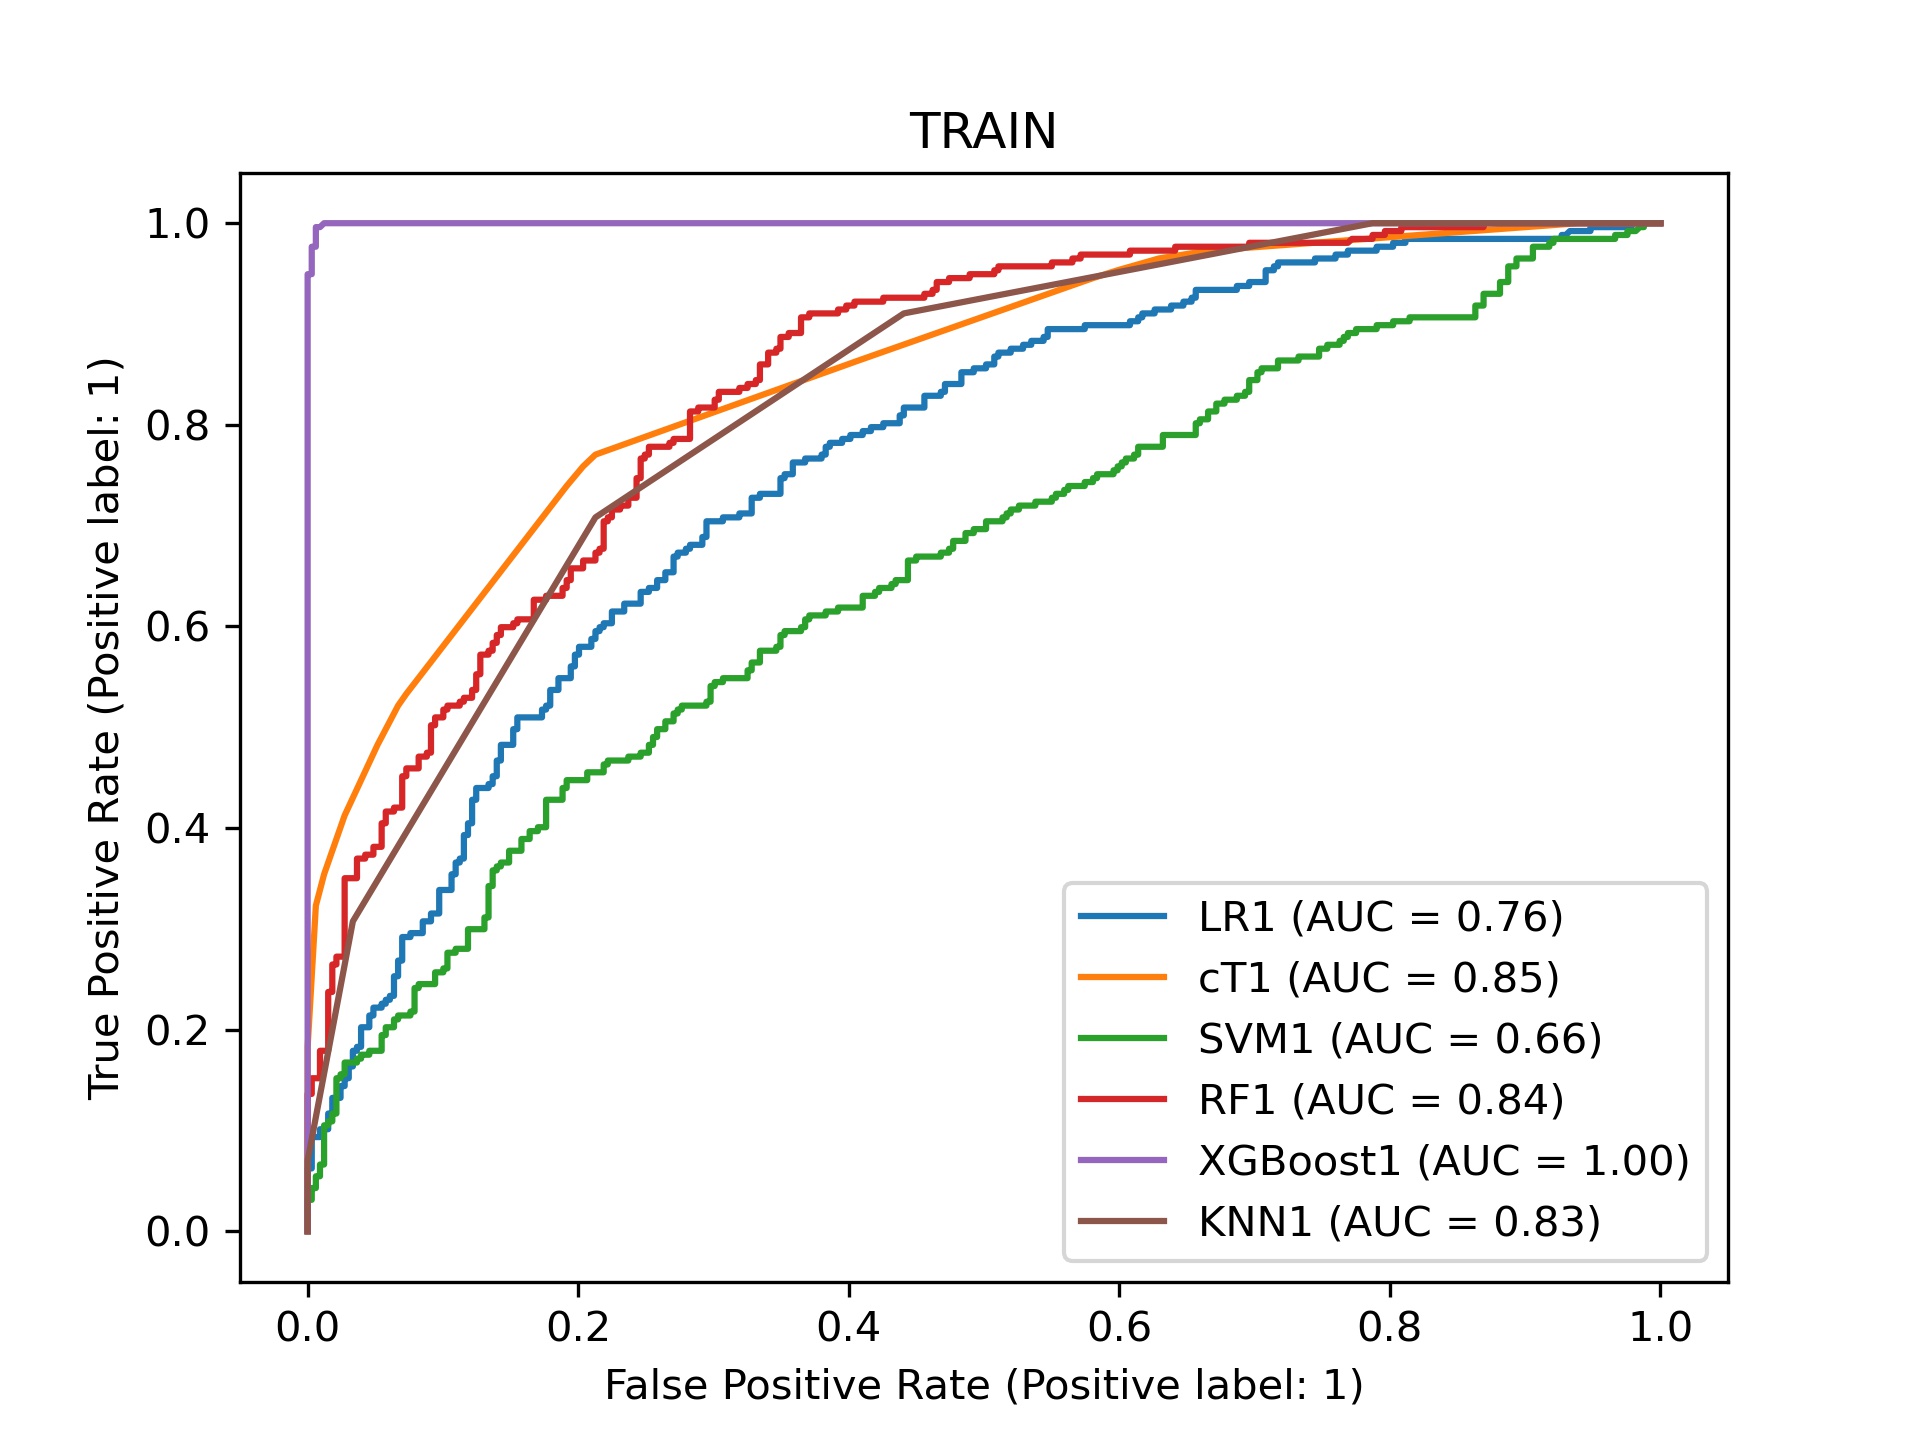 TRAIN
True Positive Rate (Positive label: 1)
1.0
0.8
0.6
0.4
0.2
0.0
LR1 (AUC = 0.76)
cT1 (AUC = 0.85)
SVM1 (AUC = 0.66)
RF1 (AUC = 0.84)
XGBoost1 (AUC = 1.00)
KNN1 (AUC = 0.83)
0.0 0.2 0.4 0.6 0.8 1.0
False Positive Rate (Positive label: 1)